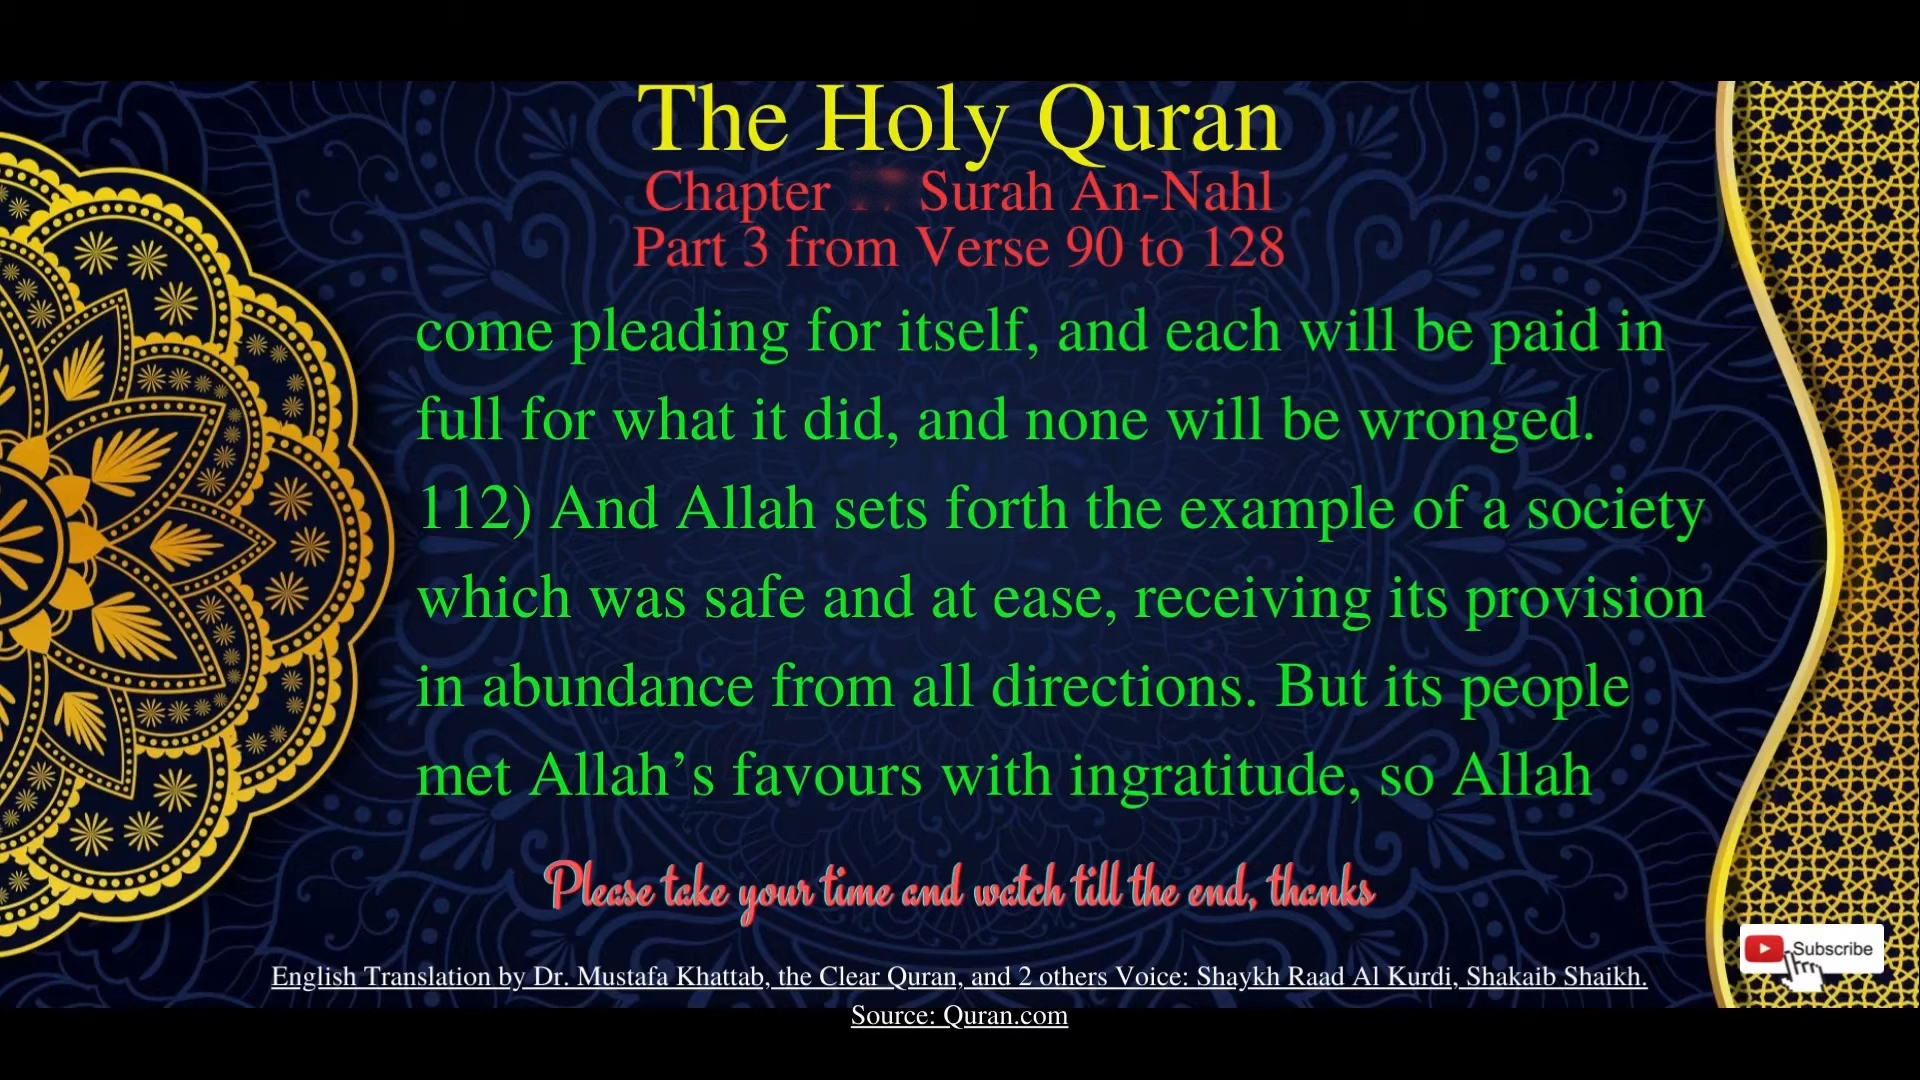 The Holy Quran
Chapter Surah An-Nahl
Part 3 from Verse 90 to 128
come pleading for itself, and each will be paid in
full for what it did, and none will be wronged.
112) And Allah sets forth the example of a society
which was safe and at ease, receiving its provision
in abundance from all directions. But its people
met Allah’s favours with ingratitude, so Allah
Please take your time and watch till the end, thanks
Subscribe
English Translation by Dr. Mustafa Khattab, the Clear Quran, and 2 others Voice: Shaykh Raad Al Kurdi, Shakaib Shaikh.
Source: Quran.com